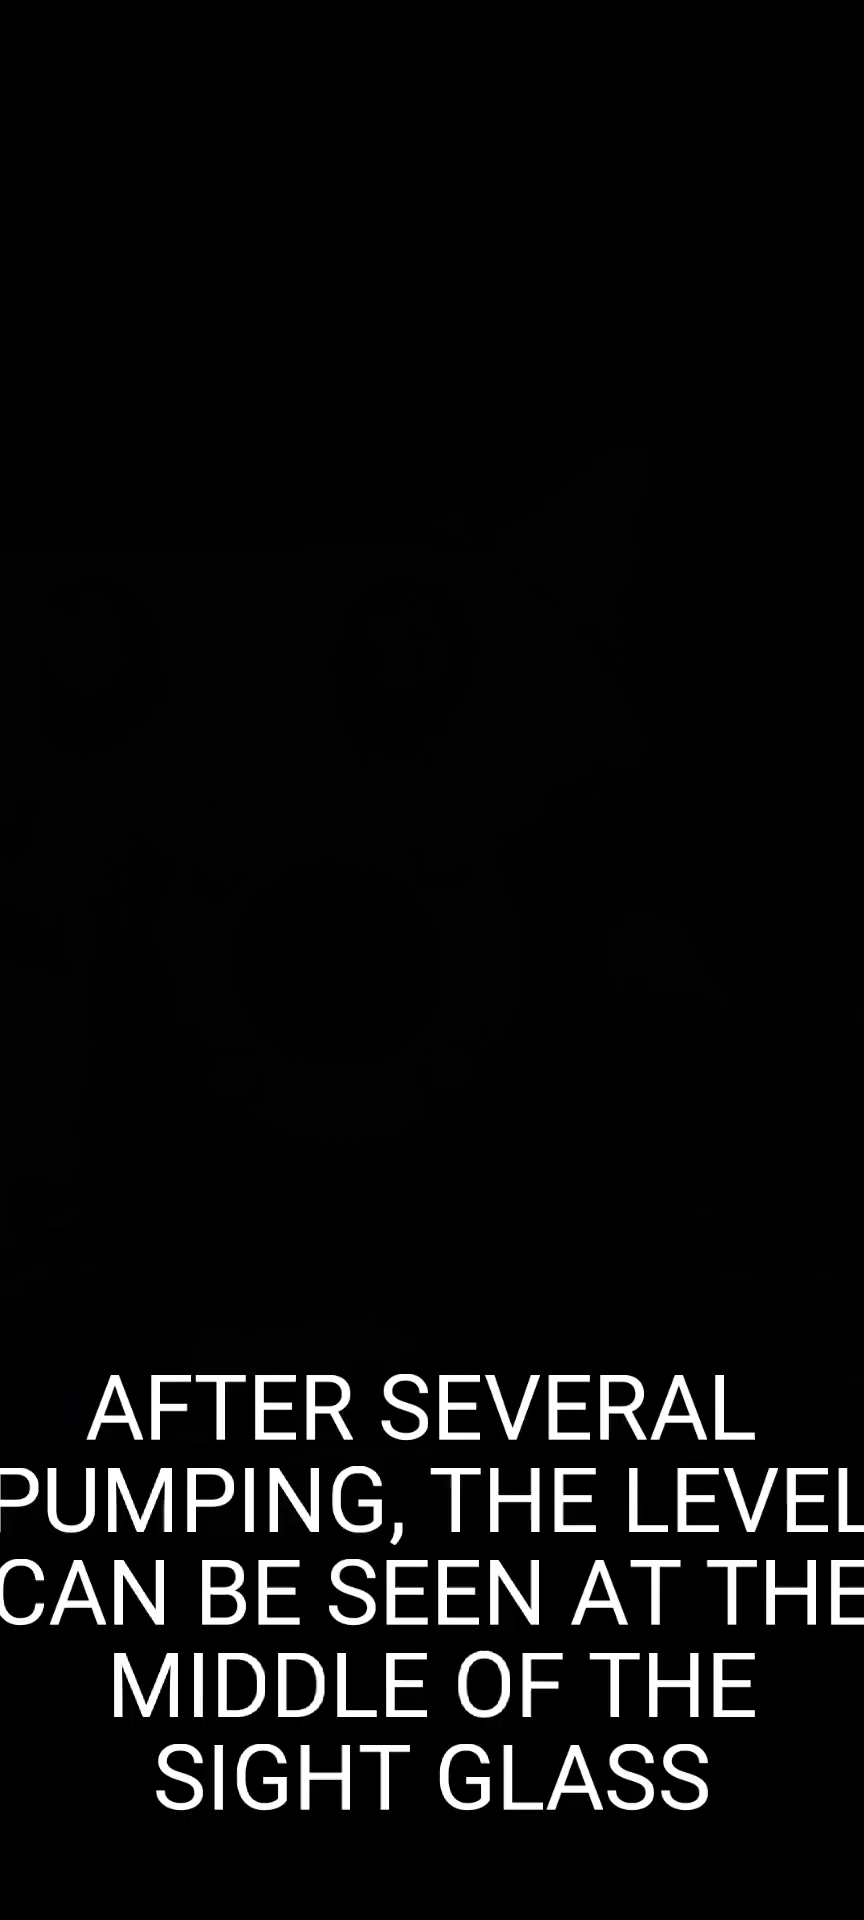 AFTER SEVERAL
PUMPING, THE LEVEL
CAN BE SEEN AT THE
MIDDLE OF THE
SIGHT GLASS